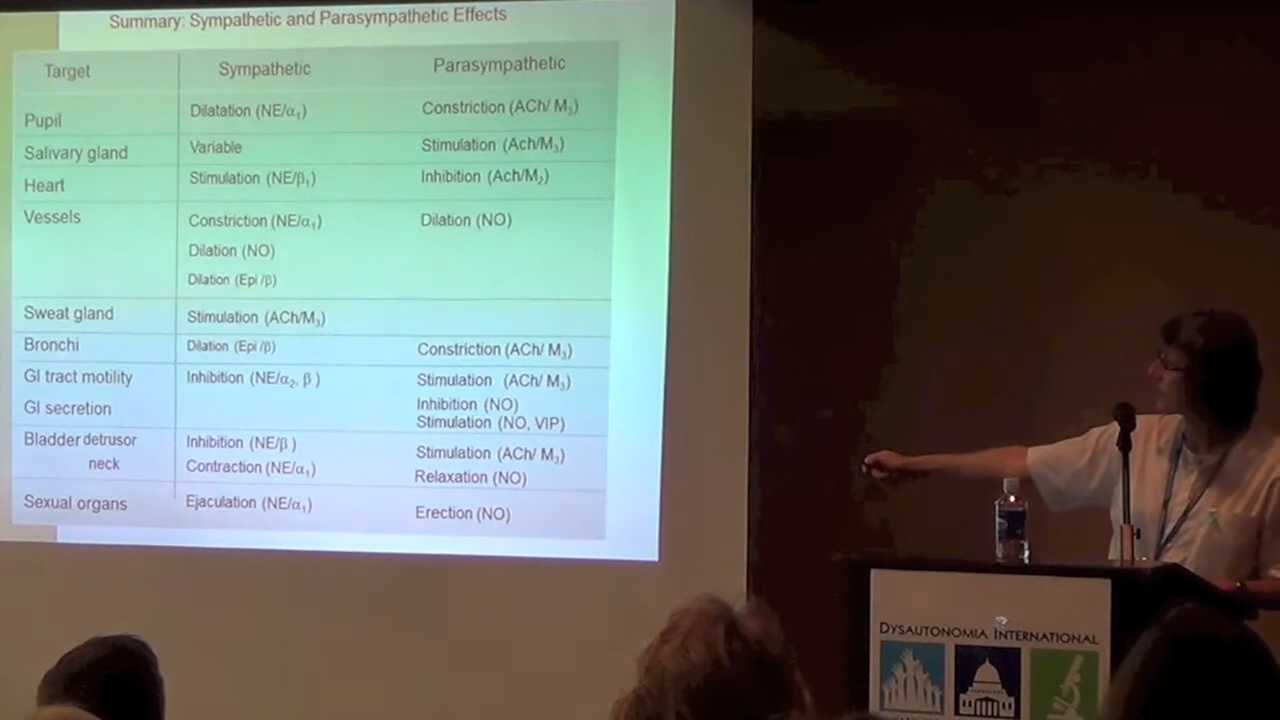 Summary: Sympathetic and Parasympathetic Effects
Target Sympathetic Parasympathetic
Pupil Dilatation (NE/α₁) Constriction (ACh/ M₃)
Salivary gland Variable Stimulation (Ach/M₃)
Heart Stimulation (NE/β₁) Inhibition (Ach/M₂)
Vessels Constriction (NE/α₁) Dilation (NO)
Dilation (NO)
Dilation (Epi /β)
Sweat gland Stimulation (ACh/M₃)
Bronchi Dilation (Epi /β) Constriction (ACh/ M₃)
GI tract motility Inhibition (NE/α₂, β ) Stimulation (ACh/ M₃)
Inhibition (NO)
GI secretion Stimulation (NO, VIP)
Bladder detrusor Inhibition (NE/β ) Stimulation (ACh/ M₃)
neck Contraction (NE/α₁) Relaxation (NO)
Sexual organs Ejaculation (NE/α₁) Erection (NO)
DYSAUTONOMIA INTERNATIONAL